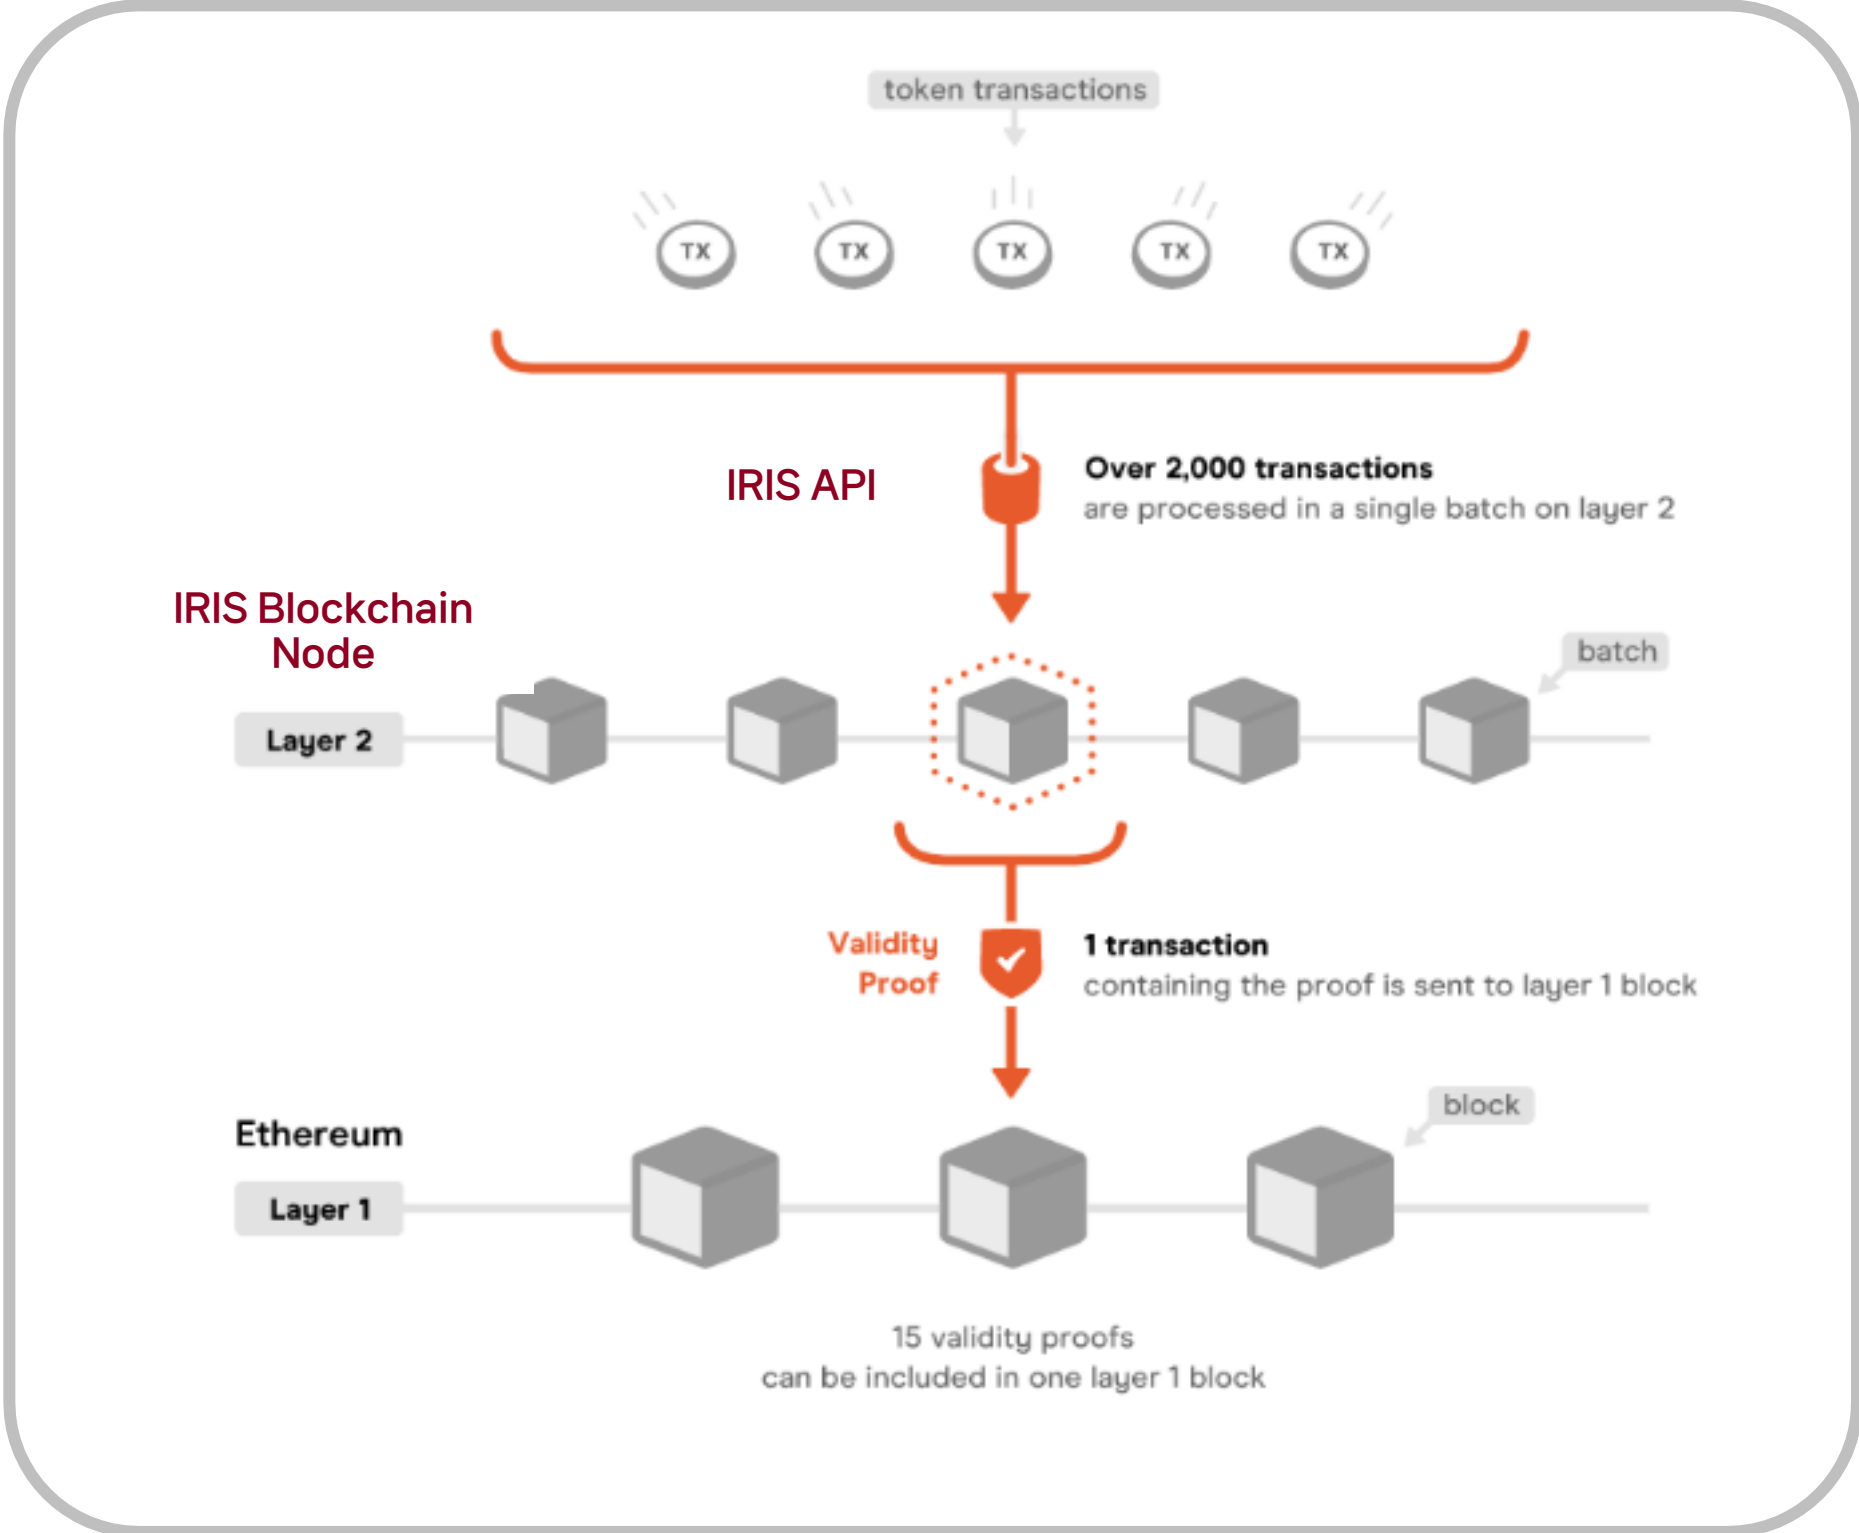 token transactions
TX TX TX TX TX
IRIS API
Over 2,000 transactions
are processed in a single batch on layer 2
IRIS Blockchain
Node
batch
Layer 2
Validity
Proof
1 transaction
containing the proof is sent to layer 1 block
block
Ethereum
Layer 1
15 validity proofs
can be included in one layer 1 block